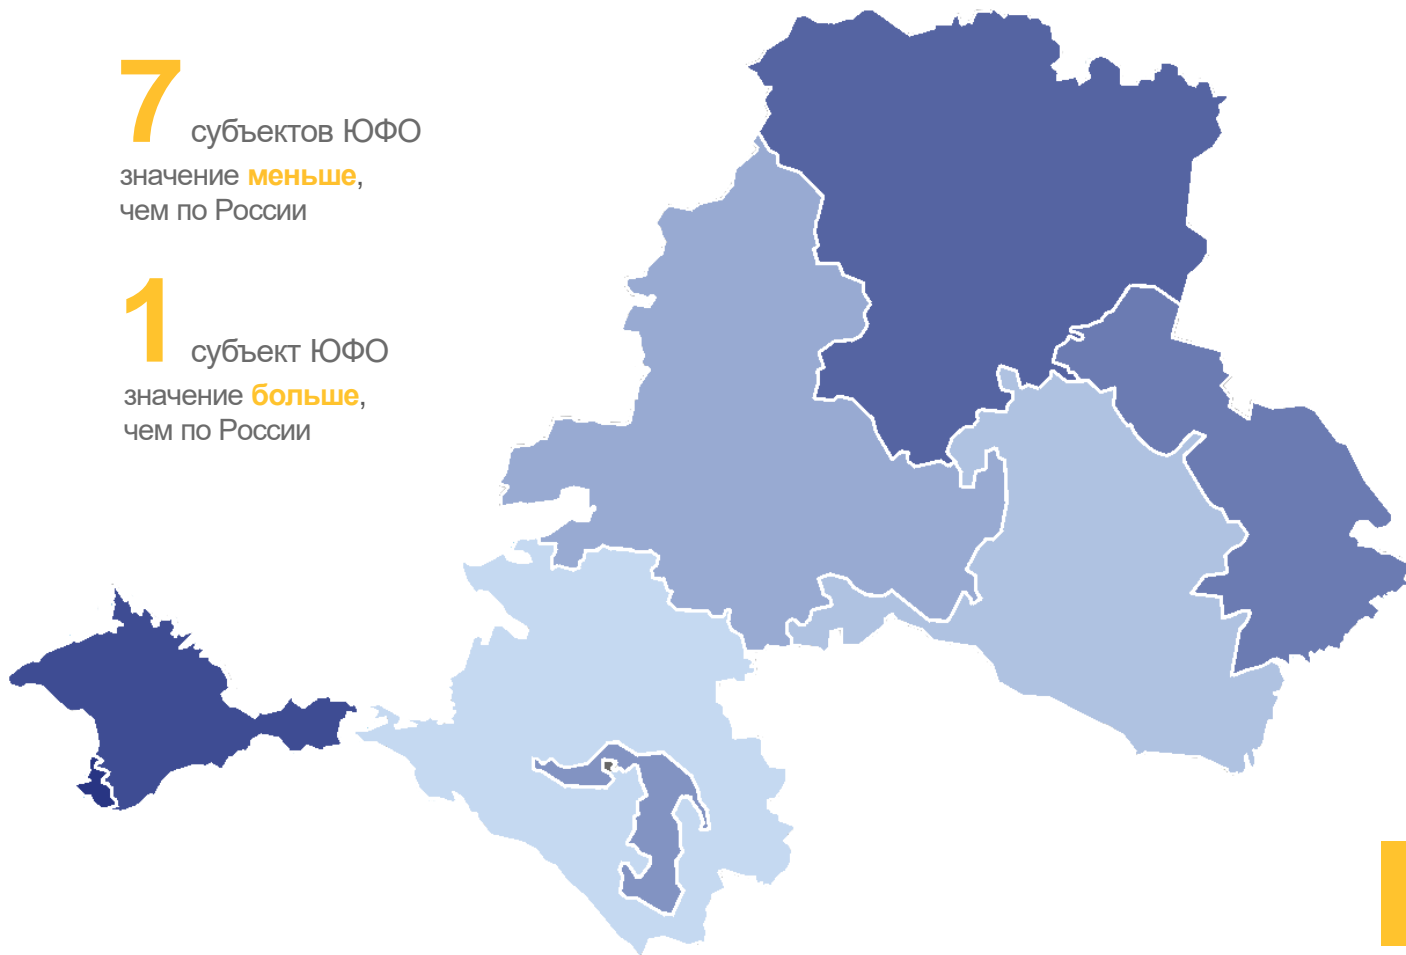 7 субъектов ЮФО
значение меньше,
чем по России
1 субъект ЮФО
значение больше,
чем по России